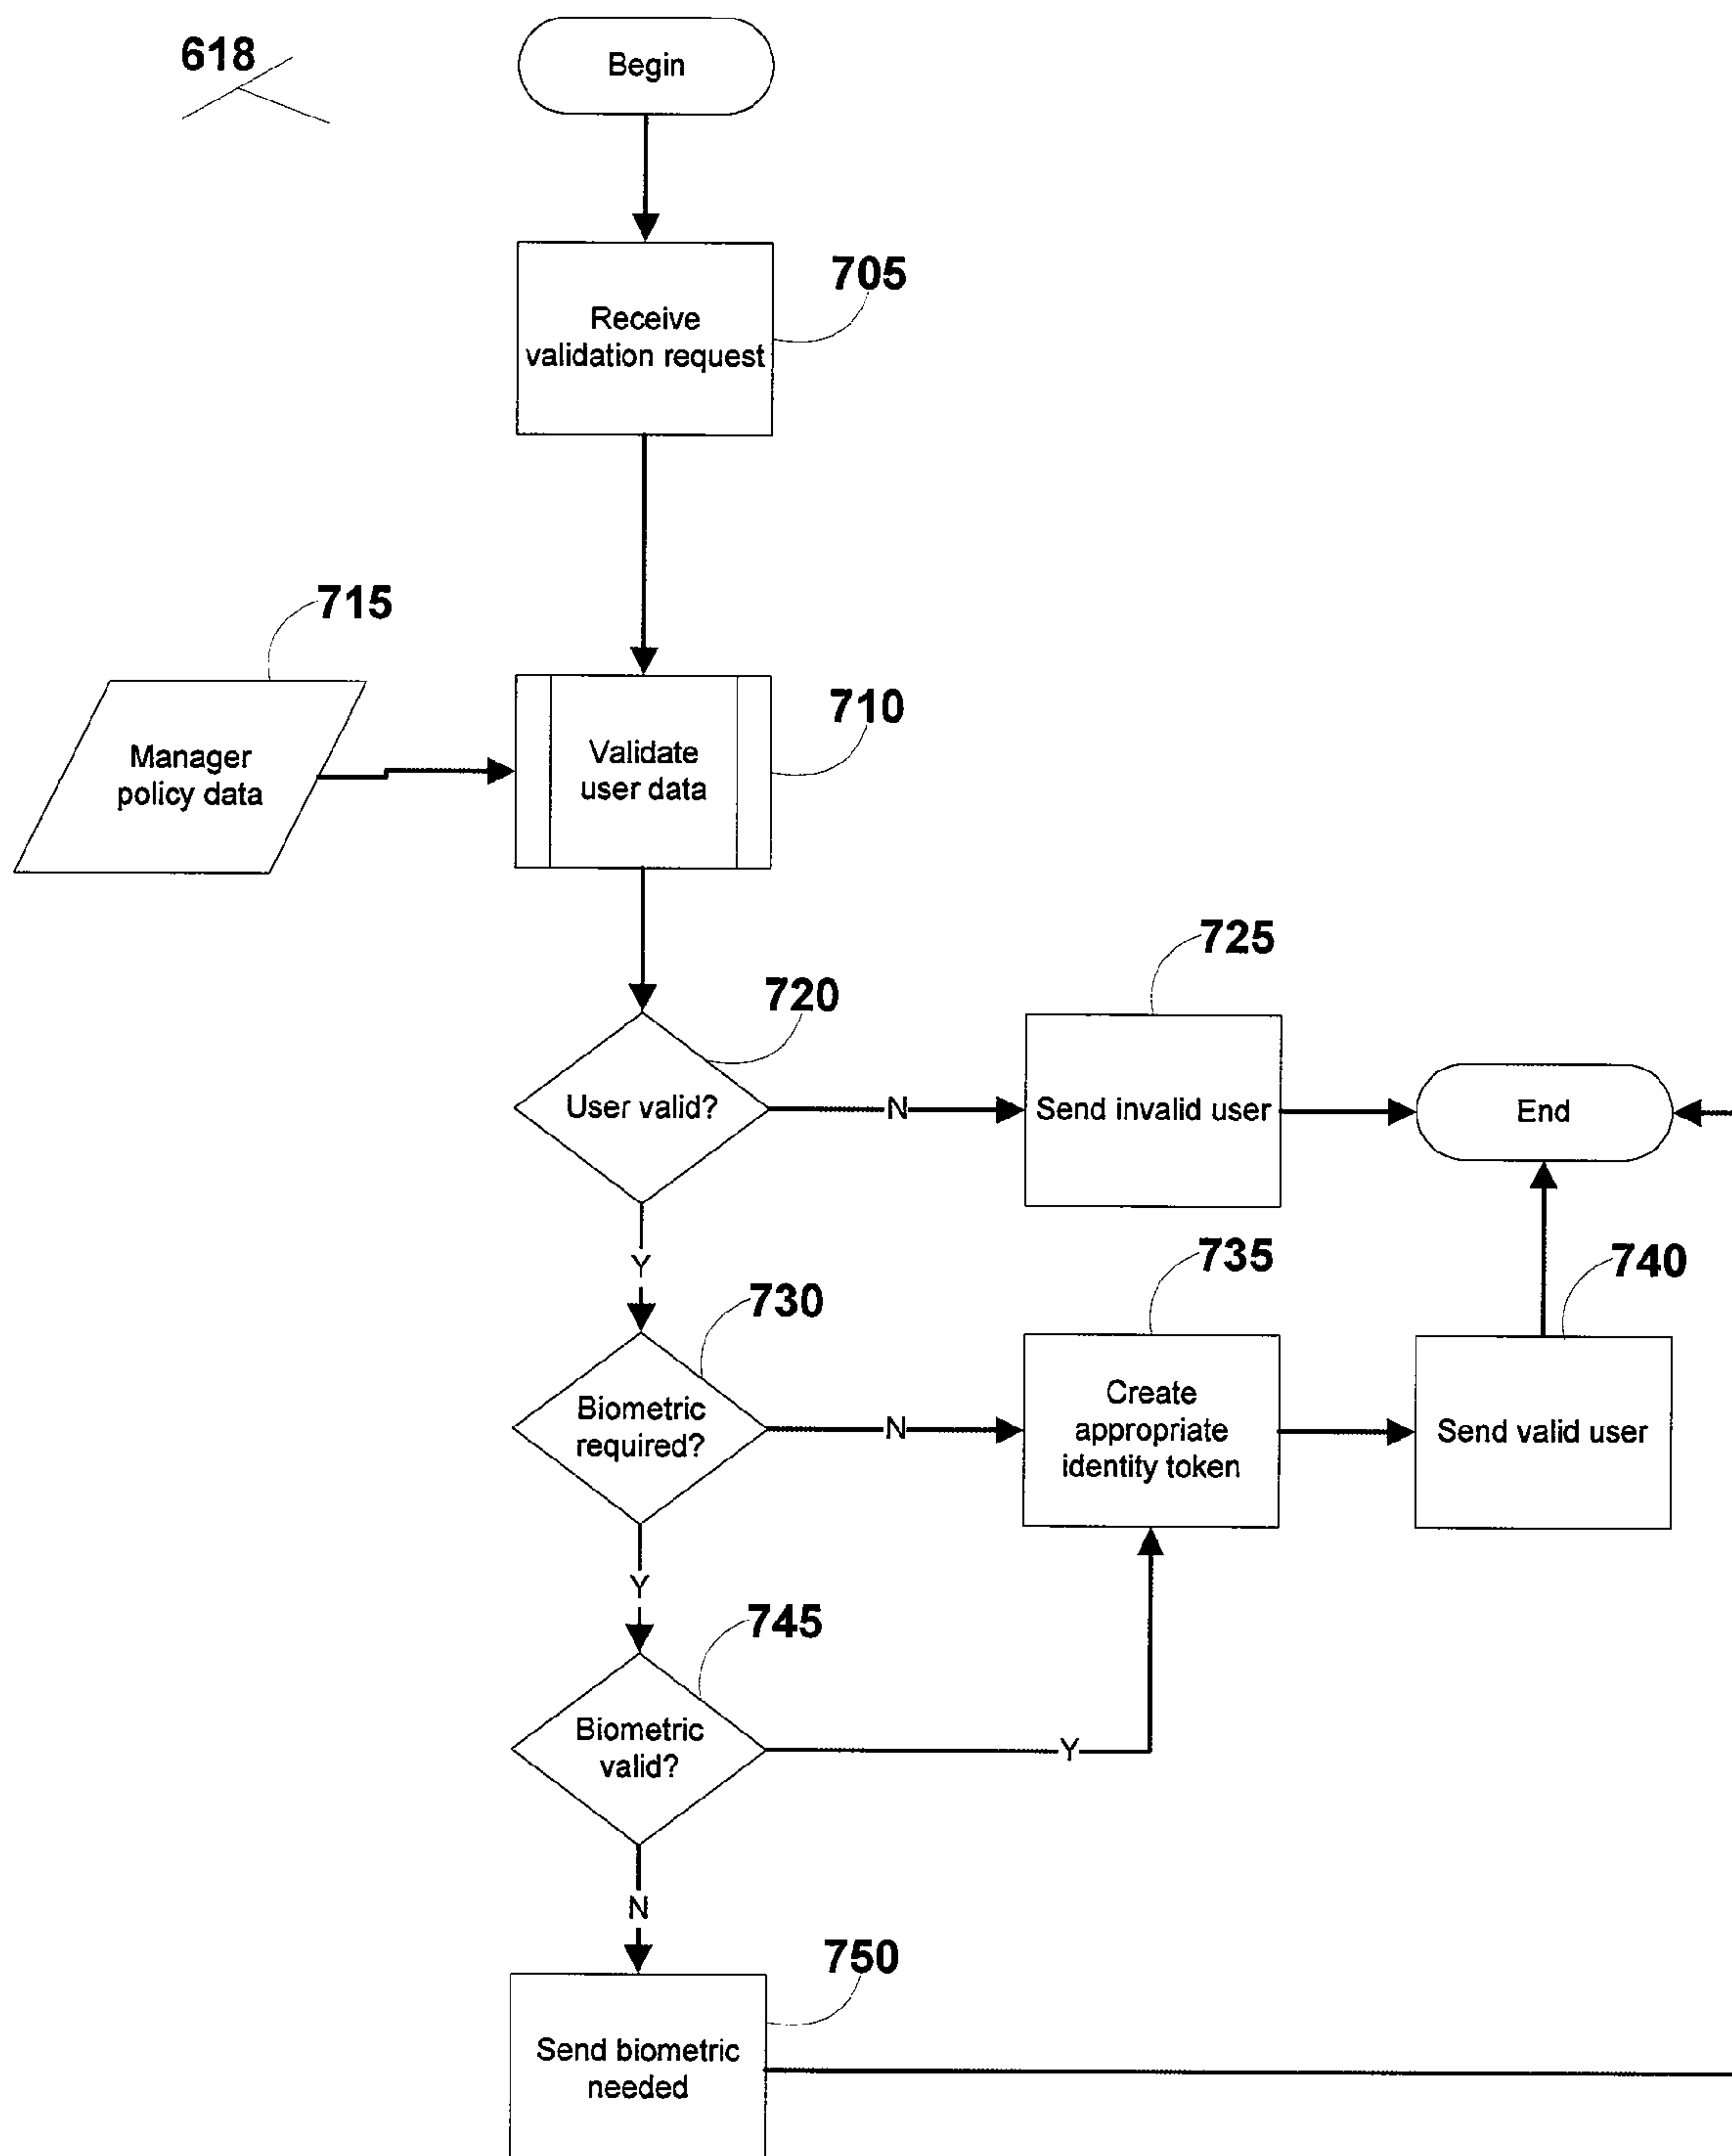 618
Begin
705
Receive
validation request
715
Manager
policy data
710
Validate
user data
720
User valid?
N
725
Send invalid user
End
Y
730
Biometric
required?
N
735
Create
appropriate
identity token
740
Send valid user
Y
745
Biometric
valid?
Y
N
750
Send biometric
needed